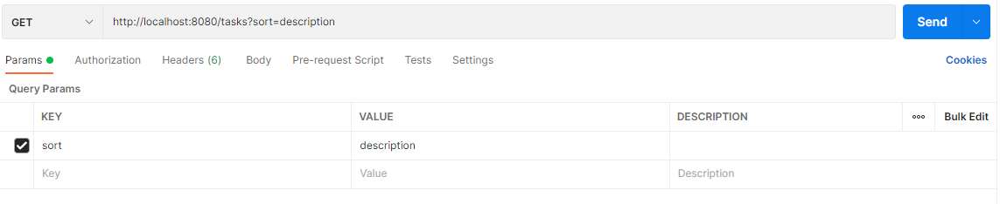 GET http://localhost:8080/tasks?sort=description Send
Params Authorization Headers (6) Body Pre-request Script Tests Settings Cookies
Query Params
KEY VALUE DESCRIPTION Bulk Edit
sort description
Key Value Description